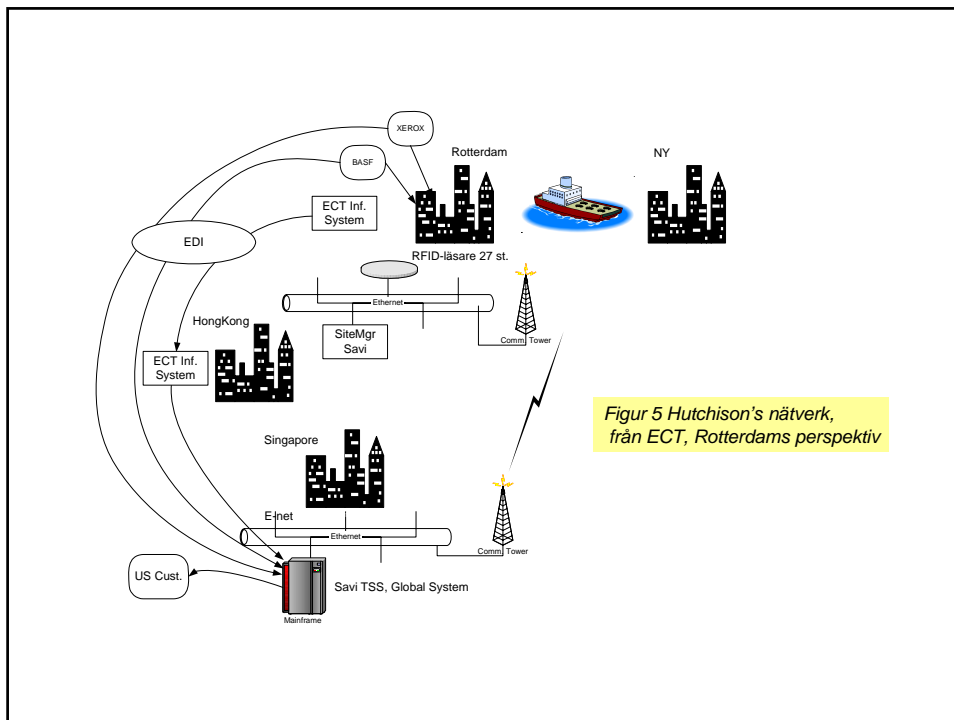 XEROX
BASF
Rotterdam
NY
ECT Inf.
System
EDI
RFID-läsare 27 st.
Ethernet
HongKong
SiteMgr
Savi
Comm. Tower
ECT Inf.
System
Figur 5 Hutchison's nätverk,
från ECT, Rotterdams perspektiv
Singapore
E-net
Ethernet
Comm. Tower
US Cust.
Savi TSS, Global System
Mainframe